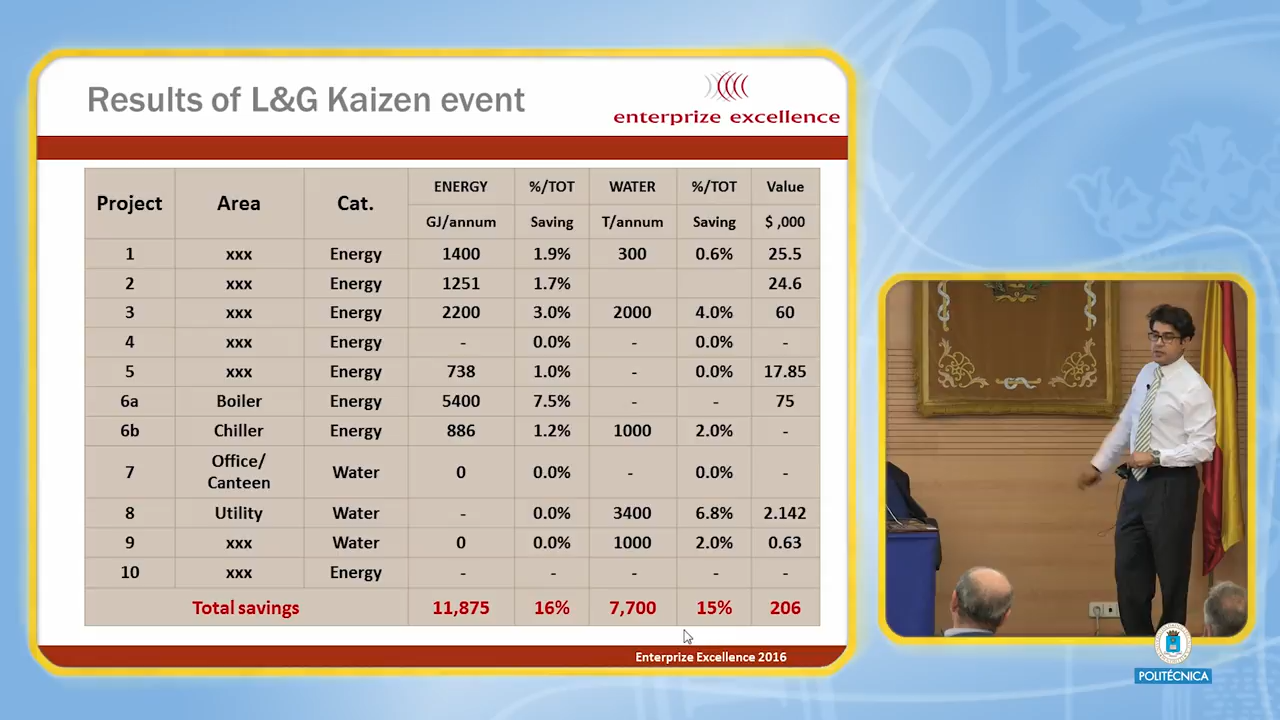 Results of L&G Kaizen event
enterprize excellence
Project Area Cat. ENERGY %/TOT WATER %/TOT Value
GJ/annum Saving T/annum Saving $ ,000
1 xxx Energy 1400 1.9% 300 0.6% 25.5
2 xxx Energy 1251 1.7% 24.6
3 xxx Energy 2200 3.0% 2000 4.0% 60
4 xxx Energy - 0.0% - 0.0% -
5 xxx Energy 738 1.0% - 0.0% 17.85
6a Boiler Energy 5400 7.5% - - 75
6b Chiller Energy 886 1.2% 1000 2.0% -
7 Office/
Canteen Water 0 0.0% - 0.0% -
8 Utility Water - 0.0% 3400 6.8% 2.142
9 xxx Water 0 0.0% 1000 2.0% 0.63
10 xxx Energy - - - - -
Total savings 11,875 16% 7,700 15% 206
Enterprize Excellence 2016
POLITÉCNICA